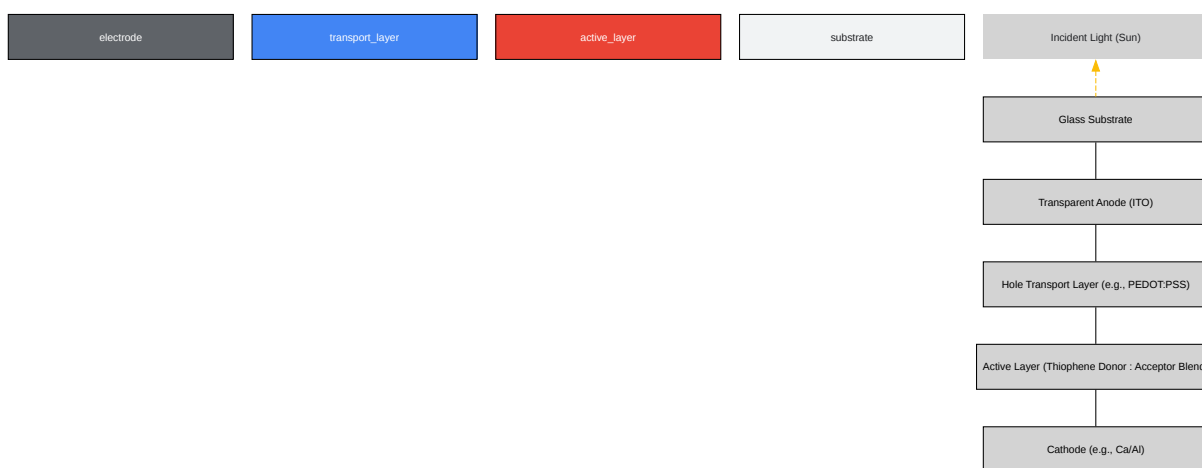 electrode
transport_layer
active_layer
substrate
Incident Light (Sun)
Glass Substrate
Transparent Anode (ITO)
Hole Transport Layer (e.g., PEDOT:PSS)
Active Layer (Thiophene Donor : Acceptor Blend
Cathode (e.g., Ca/Al)